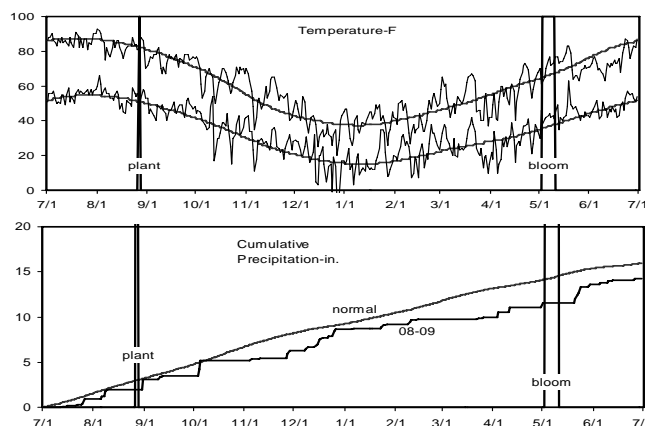 100
Temperature-F
80
60
40
20
plant
bloom
0
7/1 8/1 9/1 10/1 11/1 12/1 1/1 2/1 3/1 4/1 5/1 6/1 7/1
20
Cumulative
Precipitation-in.
15
normal
10
08-09
plant
5
bloom
0
7/1 8/1 9/1 10/1 11/1 12/1 1/1 2/1 3/1 4/1 5/1 6/1 7/1